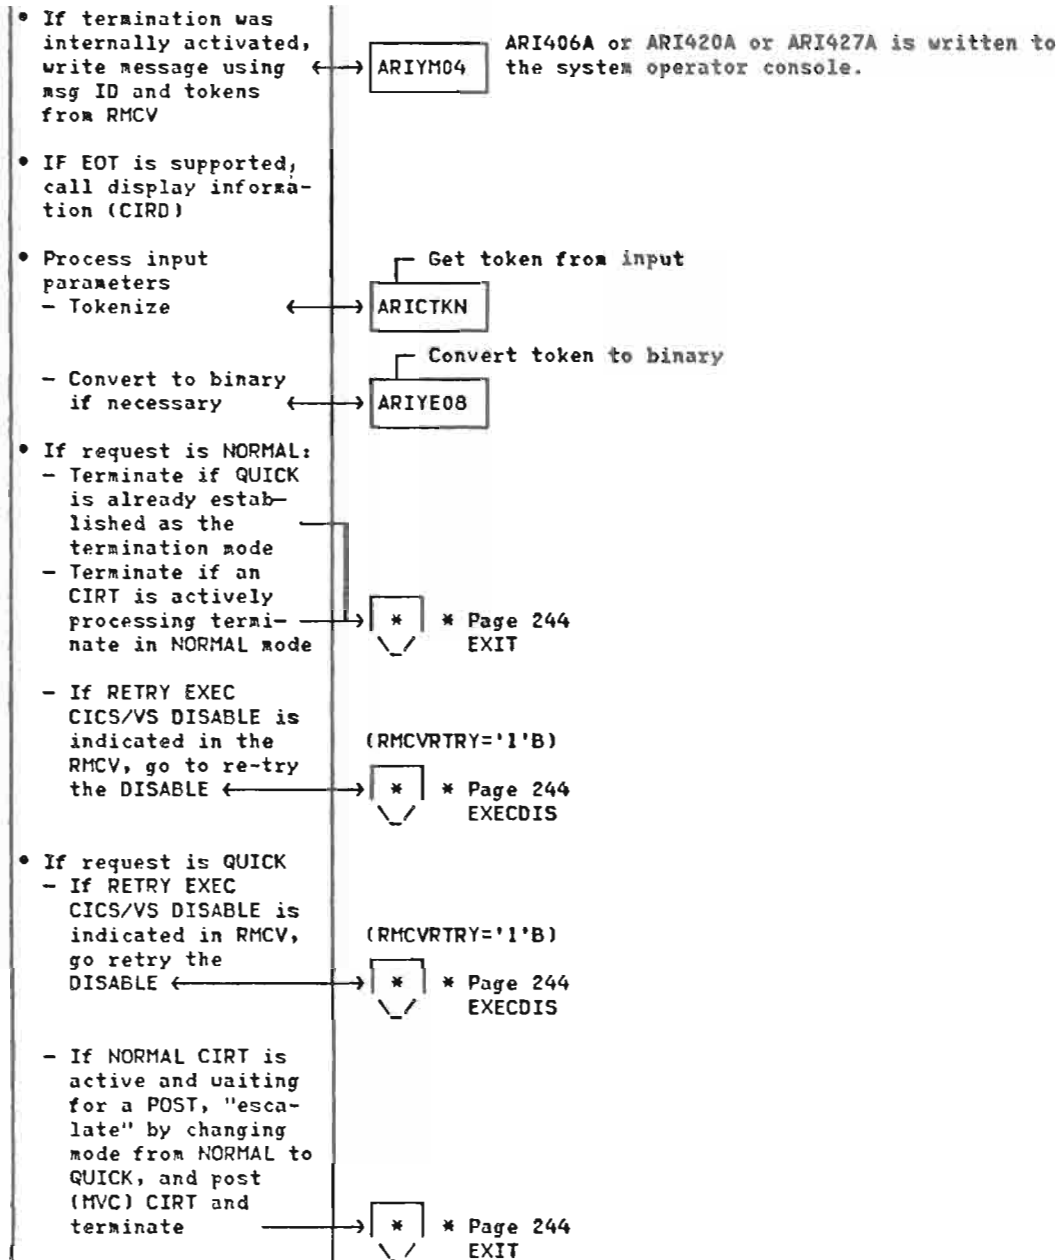 • If termination was
internally activated,
write message using
msg ID and tokens
from RMCV
ARIYM04
ARI406A or ARI420A or ARI427A is written to
the system operator console.
• IF EOT is supported,
call display informa-
tion (CIRD)
• Process input
parameters
- Tokenize
Get token from input
ARICTKN
Convert token to binary
- Convert to binary
if necessary
ARIYE08
• If request is NORMAL:
- Terminate if QUICK
is already estab-
lished as the
termination mode
- Terminate if an
CIRT is actively
processing termi-
nate in NORMAL mode
* * Page 244
EXIT
- If RETRY EXEC
CICS/VS DISABLE is
indicated in the
RMCV, go to re-try
the DISABLE
(RMCVRTRY='1'B)
* * Page 244
EXECDIS
• If request is QUICK
- If RETRY EXEC
CICS/VS DISABLE is
indicated in RMCV,
go retry the
DISABLE
(RMCVRTRY='1'B)
* * Page 244
EXECDIS
- If NORMAL CIRT is
active and waiting
for a POST, "esca-
late" by changing
mode from NORMAL to
QUICK, and post
(MVC) CIRT and
terminate
* * Page 244
EXIT